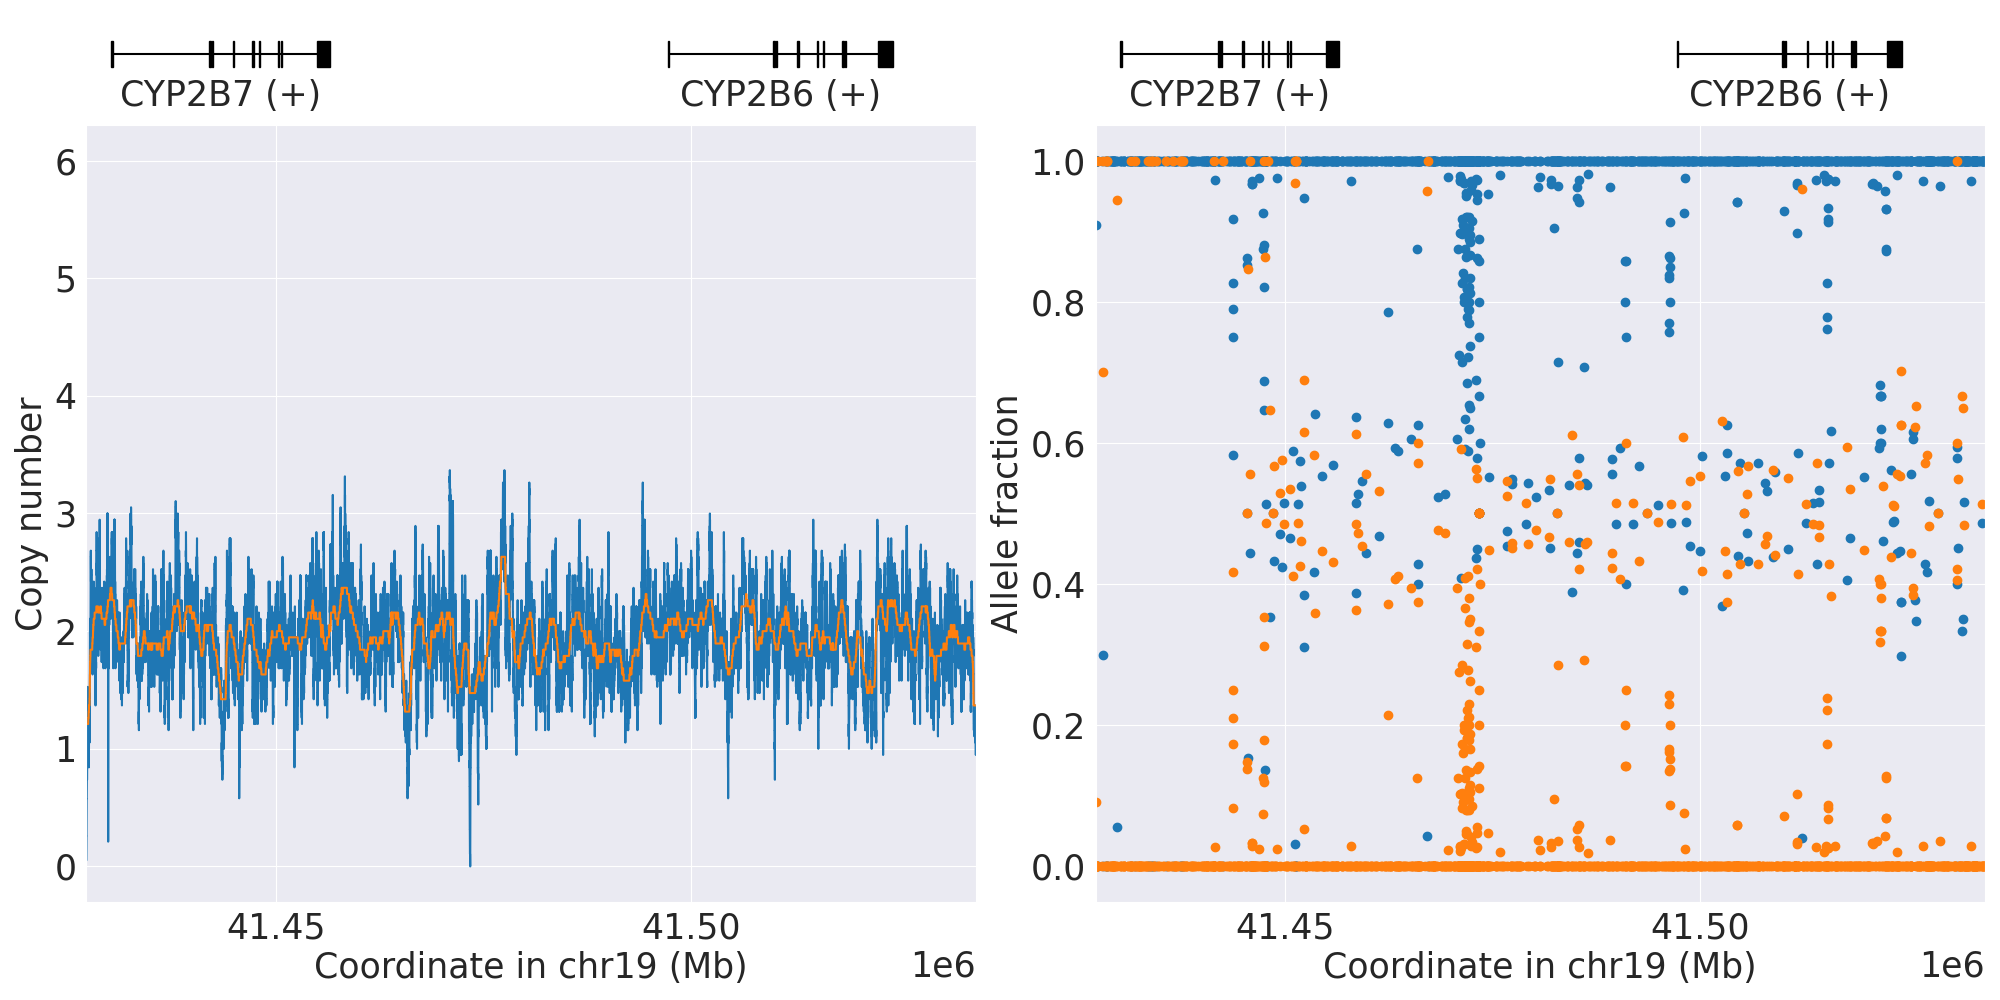 CYP2B7 (+)
CYP2B6 (+)
CYP2B7 (+)
CYP2B6 (+)
6
5
4
3
2
1
0
Copy number
41.45
41.50
Coordinate in chr19 (Mb)
1e6
1.0
0.8
0.6
0.4
0.2
0.0
Allele fraction
41.45
41.50
Coordinate in chr19 (Mb)
1e6